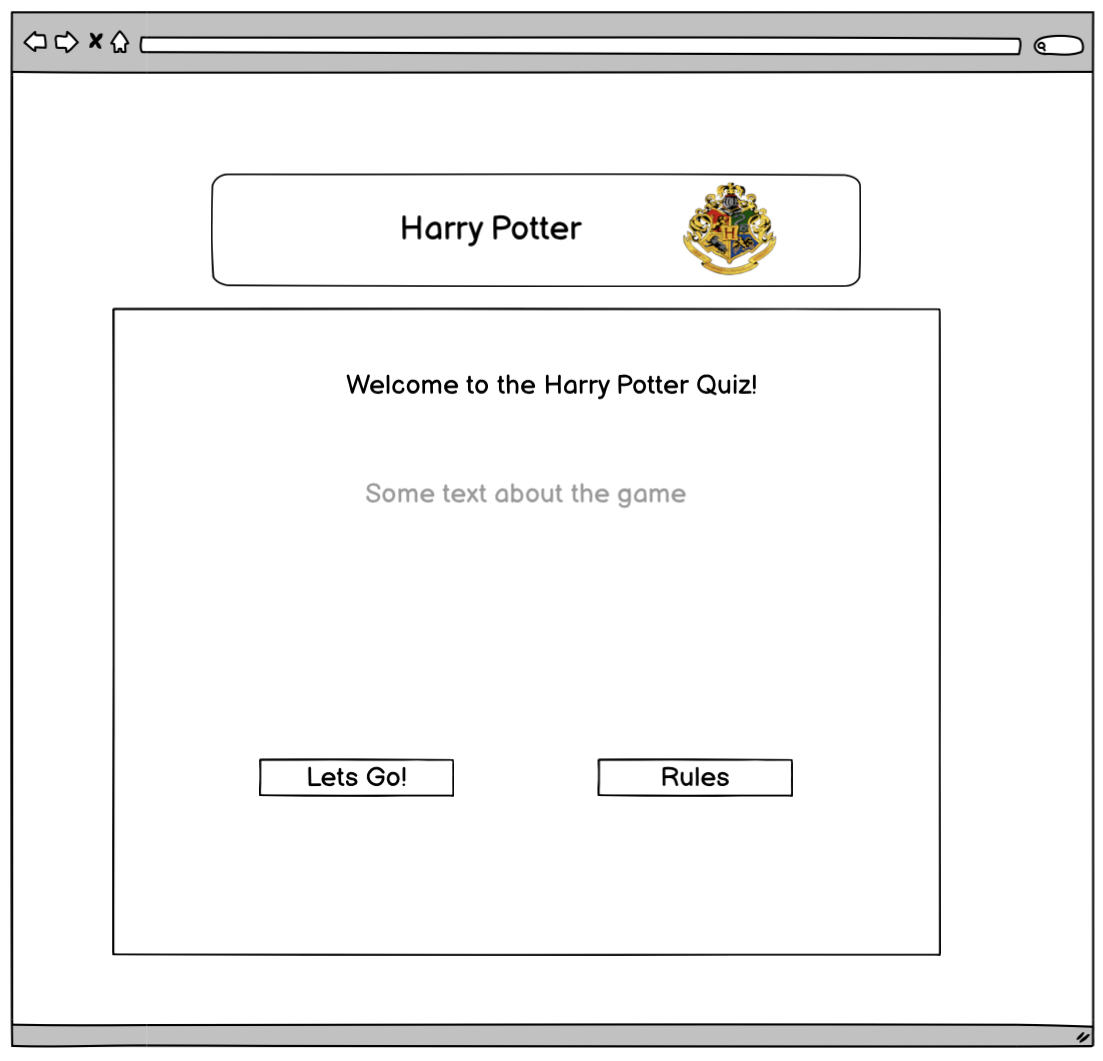 Harry Potter
H
Welcome to the Harry Potter Quiz!
Some text about the game
Lets Go!
Rules